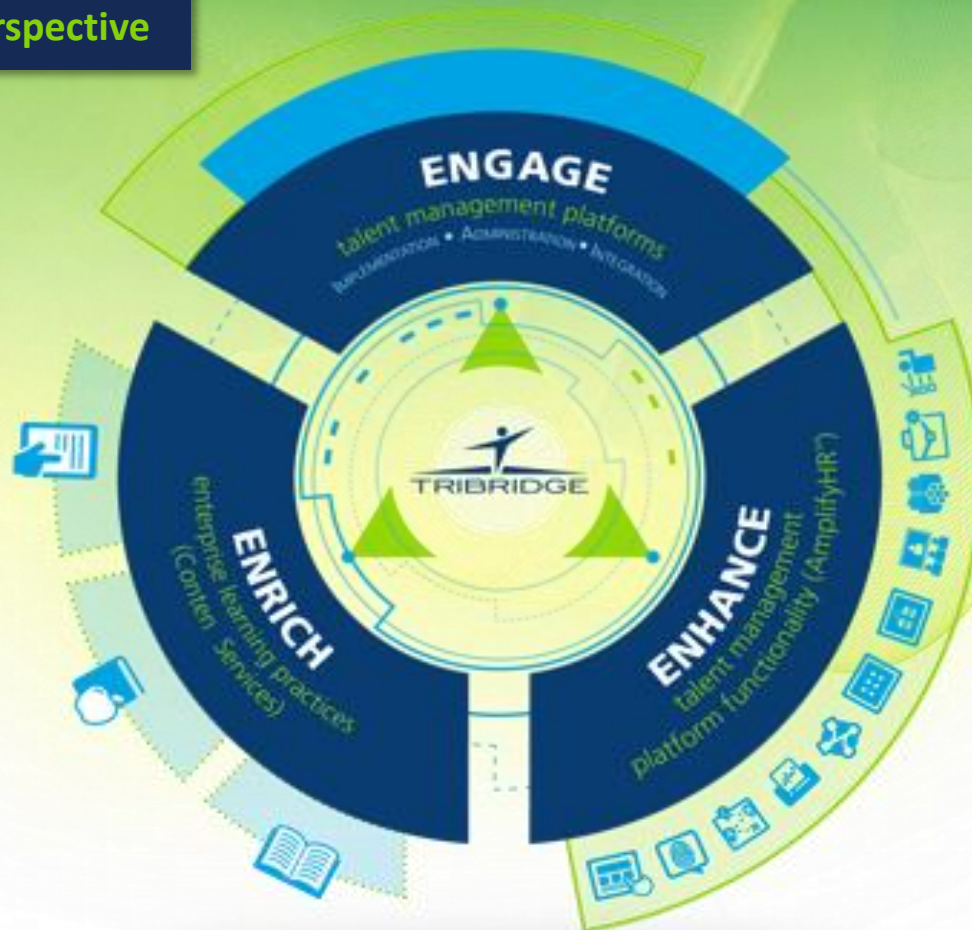 rspective
ENGAGE
talent management platforms
IMPLEMENTATION • ADMINISTRATION • INTEGRATION
TRIBRIDGE
ENRICH
enterprise learning practices
(Conten Services)
ENHANCE
talent management
platform functionality (AmplifyHR™)